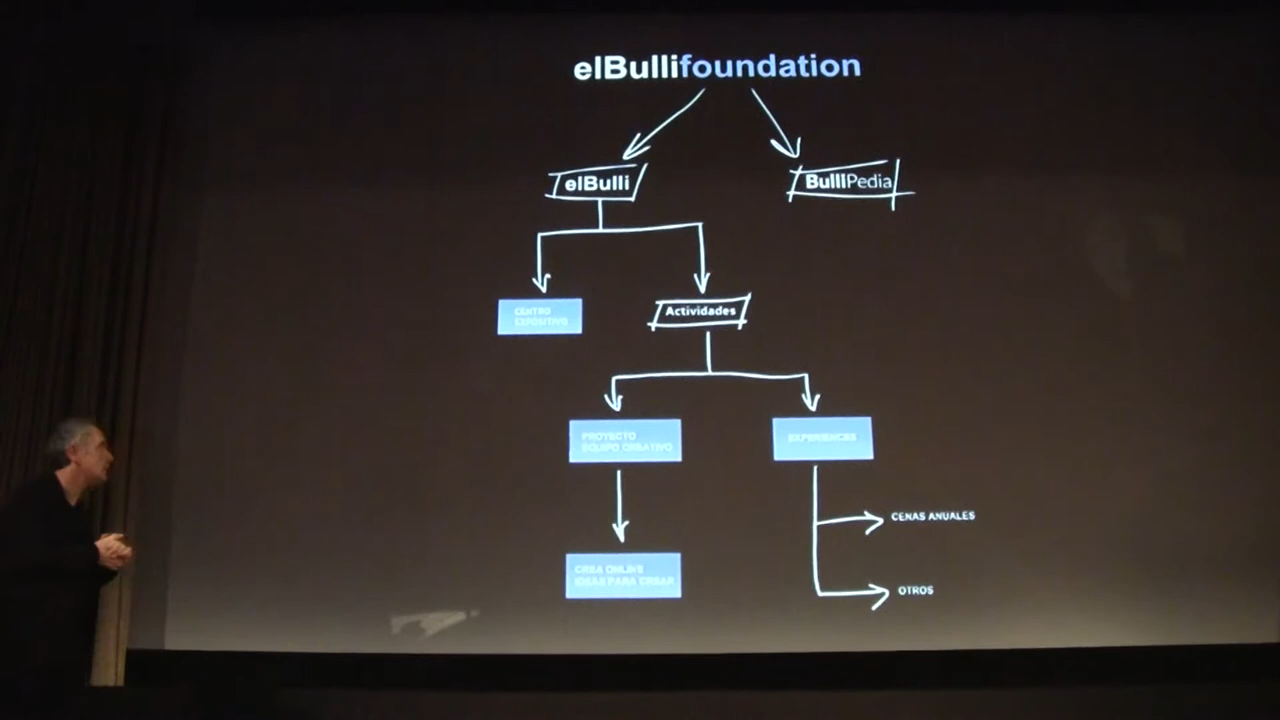 elBullifoundation
elBulli
BulliPedia
CENTRO
EXPOSITIVO
Actividades
PROYECTO
EQUIPO CREATIVO
EXPERIENCES
CREA ONLINE
IDEAS PARA CREAR
CENAS ANUALES
OTROS